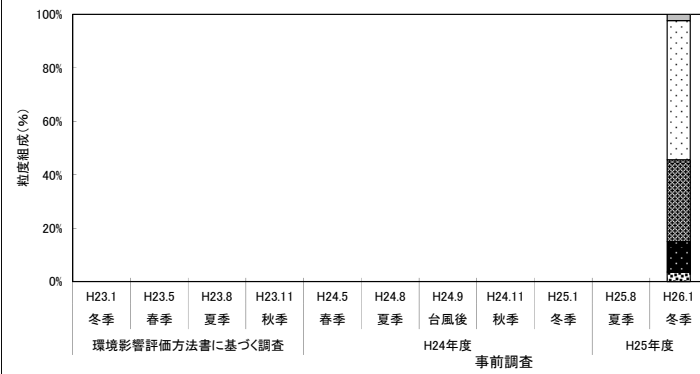 100%
80%
60%
40%
20%
0%
粒度組成(%)
H23.1 H23.5 H23.8 H23.11 H24.5 H24.8 H24.9 H24.11 H25.1 H25.8 H26.1
冬季 春季 夏季 秋季 春季 夏季 台風後 秋季 冬季 夏季 冬季
環境影響評価方法書に基づく調査 H24年度 H25年度
事前調査